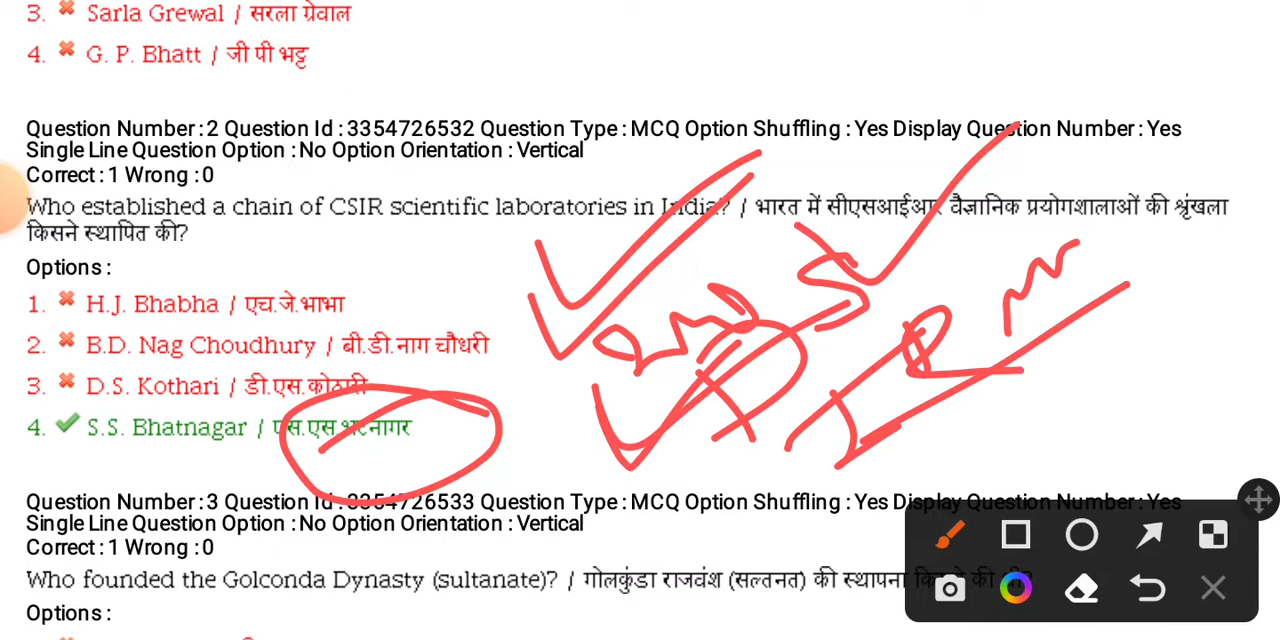 3. Sarla Grewal / सरला ग्रेवाल
4. G. P. Bhatt / जी पी भट्ट
Question Number : 2 Question Id : 3354726532 Question Type : MCQ Option Shuffling : Yes Display Question Number : Yes
Single Line Question Option : No Option Orientation : Vertical
Correct : 1 Wrong : 0
Who established a chain of CSIR scientific laboratories in India? / भारत में सीएसआईआर वैज्ञानिक प्रयोगशालाओं की श्रृंखला
किसने स्थापित की?
Options :
1. H.J. Bhabha / एच.जे.भाभा
2. B.D. Nag Choudhury / बी.डी.नाग चौधरी
3. D.S. Kothari / डी.एस.कोठारी
4. S.S. Bhatnagar / एस.एस.भटनागर
Question Number : 3 Question Id : 3354726533 Question Type : MCQ Option Shuffling : Yes Display Question Number : Yes
Single Line Question Option : No Option Orientation : Vertical
Correct : 1 Wrong : 0
Who founded the Golconda Dynasty (sultanate)? / गोलकुंडा राजवंश (सल्तनत) की स्थापना की थी?
Options :